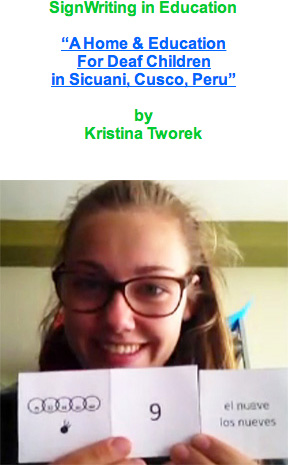 SignWriting in Education
“A Home & Education
For Deaf Children
in Sicuani, Cusco, Peru”
by
Kristina Tworek
9
el nueve
los nueves